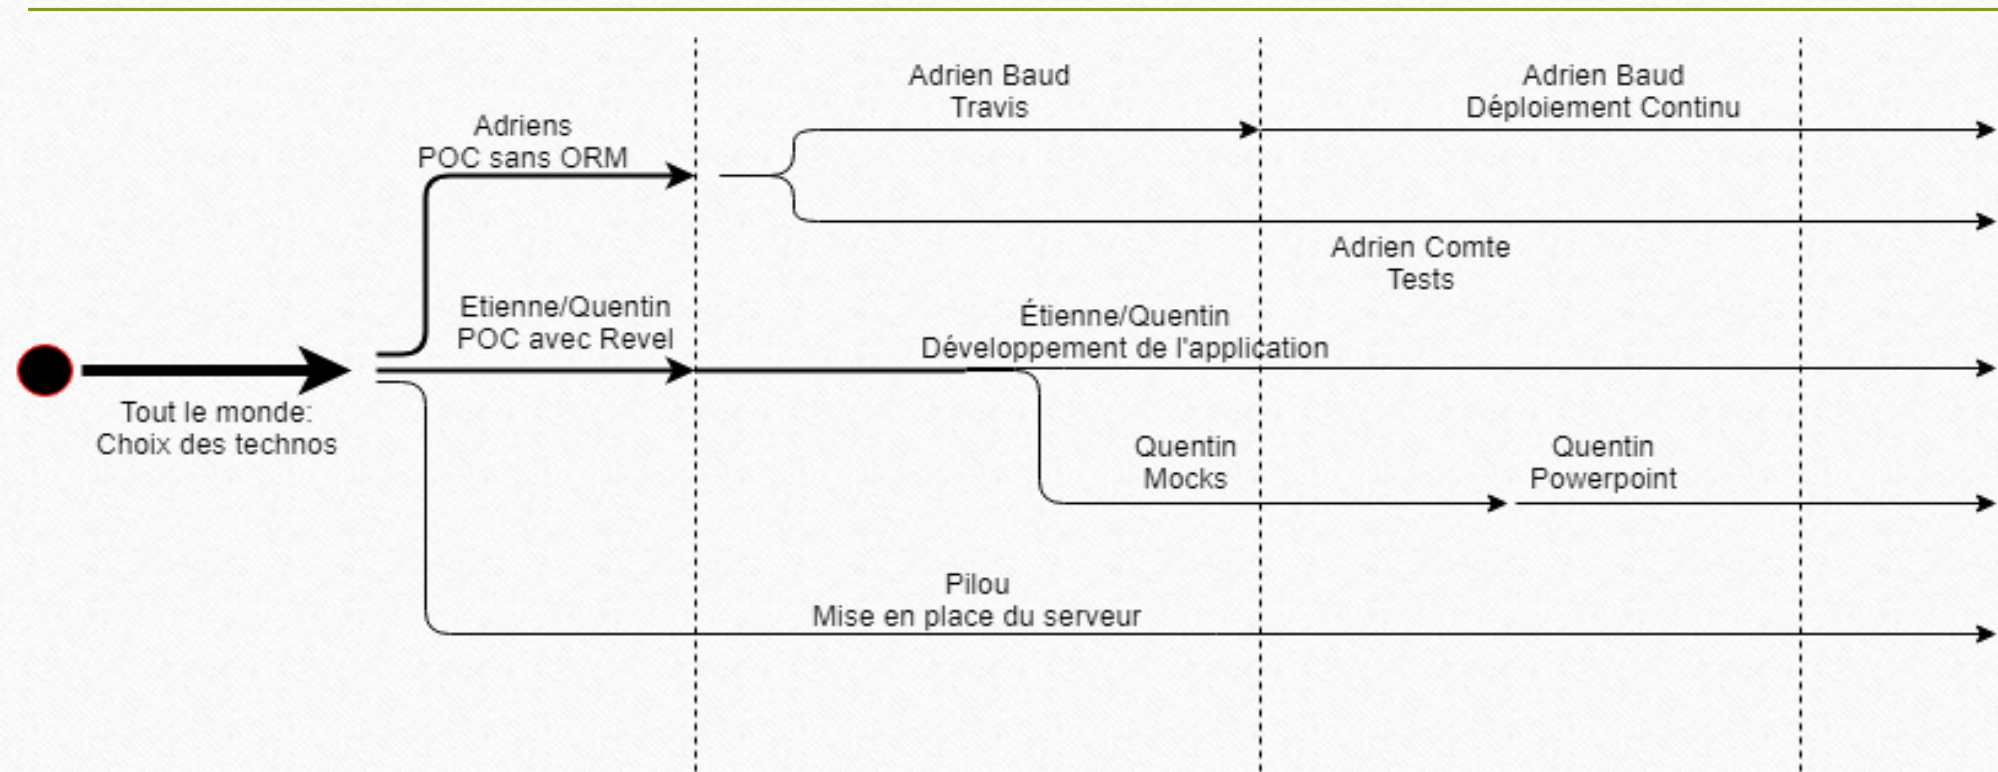 Adrien Baud
Travis
Adrien Baud
Déploiement Continu
Adriens
POC sans ORM
Adrien Comte
Tests
Etienne/Quentin
POC avec Revel
Étienne/Quentin
Développement de l'application
Tout le monde:
Choix des technos
Quentin
Mocks
Quentin
Powerpoint
Pilou
Mise en place du serveur